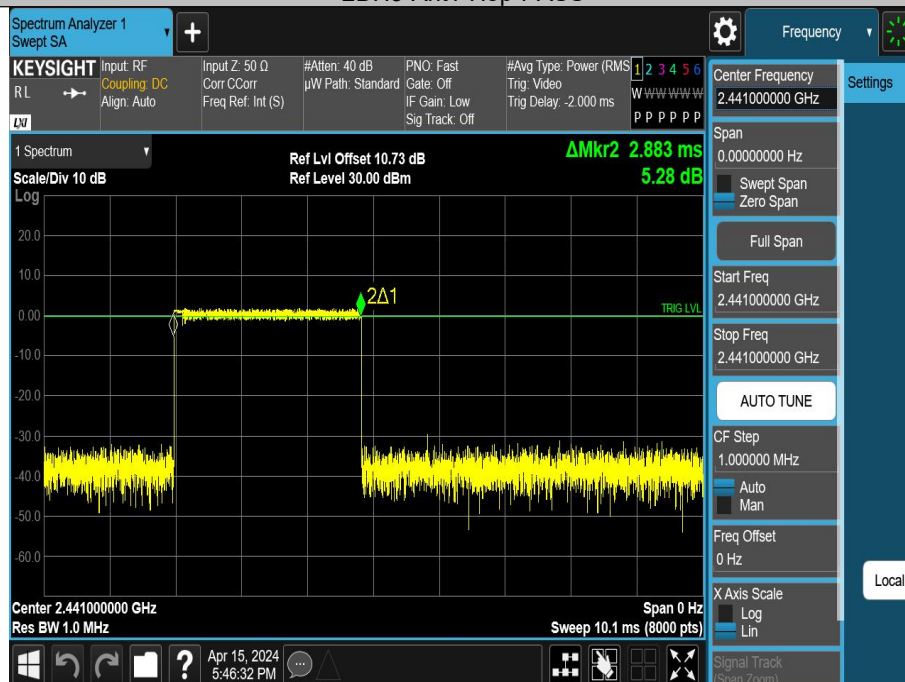 Spectrum Analyzer 1
Swept SA
Frequency
KEYSIGHT
RL
LXI
Input: RF
Coupling: DC
Align: Auto
Input Z: 50 Ω
Corr CCorr
Freq Ref: Int (S)
#Atten: 40 dB
µW Path: Standard
PNO: Fast
Gate: Off
IF Gain: Low
Sig Track: Off
#Avg Type: Power (RMS
Trig: Video
Trig Delay: -2.000 ms
1 2 3 4 5 6
W W W W W W
P P P P P P
1 Spectrum
Scale/Div 10 dB
Log
Ref Lvl Offset 10.73 dB
Ref Level 30.00 dBm
ΔMkr2 2.883 ms
5.28 dB
20.0
10.0
0.00
-10.0
-20.0
-30.0
-40.0
-50.0
-60.0
2Δ1
TRIG LVL
Center 2.441000000 GHz
Res BW 1.0 MHz
Span 0 Hz
Sweep 10.1 ms (8000 pts)
Apr 15, 2024
5:46:32 PM
Center Frequency
2.441000000 GHz
Settings
Span
0.00000000 Hz
Swept Span
Zero Span
Full Span
Start Freq
2.441000000 GHz
Stop Freq
2.441000000 GHz
AUTO TUNE
CF Step
1.000000 MHz
Auto
Man
Freq Offset
0 Hz
Local
X Axis Scale
Log
Lin
Signal Track
(Span Zoom)